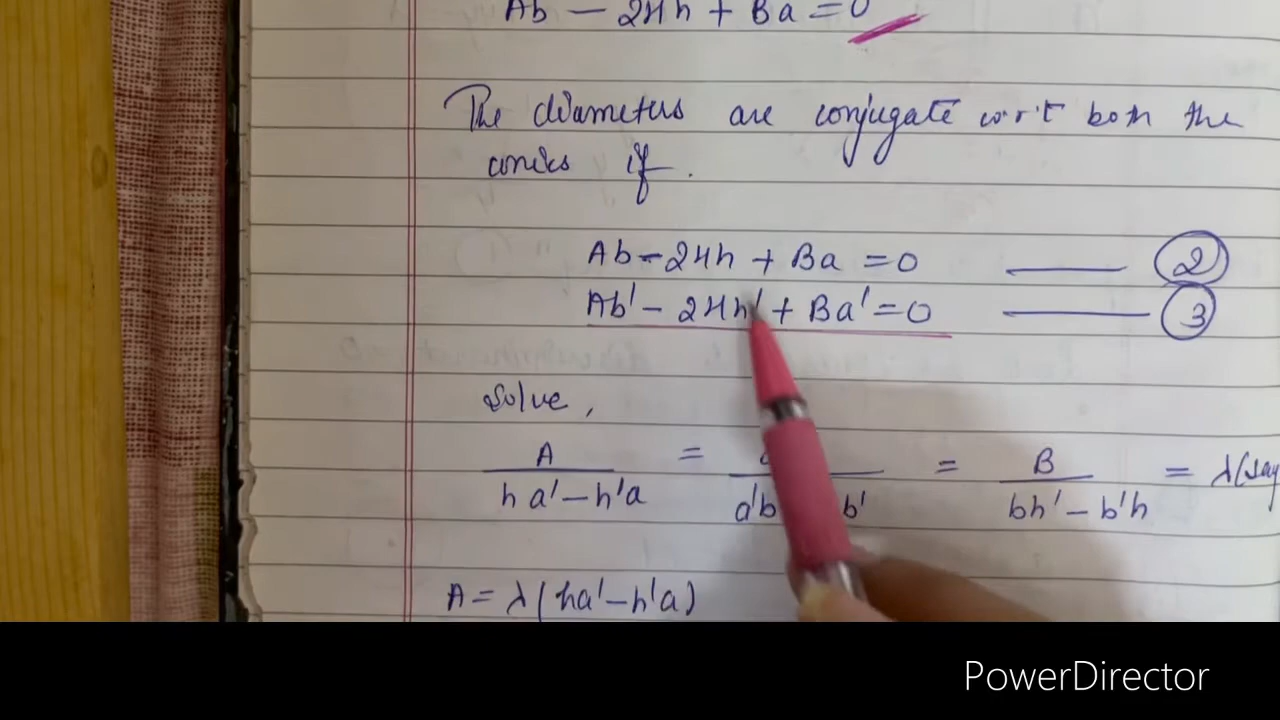 Ab - 2Hh + Ba = 0
The diameters are conjugate w.r.t both the
conics if.
Ab - 2Hh + Ba = 0 ——— (2)
Ab' - 2Hh' + Ba' = 0 ——— (3)
Solve,
A = = B = λ(say
ha' - h'a a'b b' bh' - b'h
A = λ(ha' - h'a)
PowerDirector